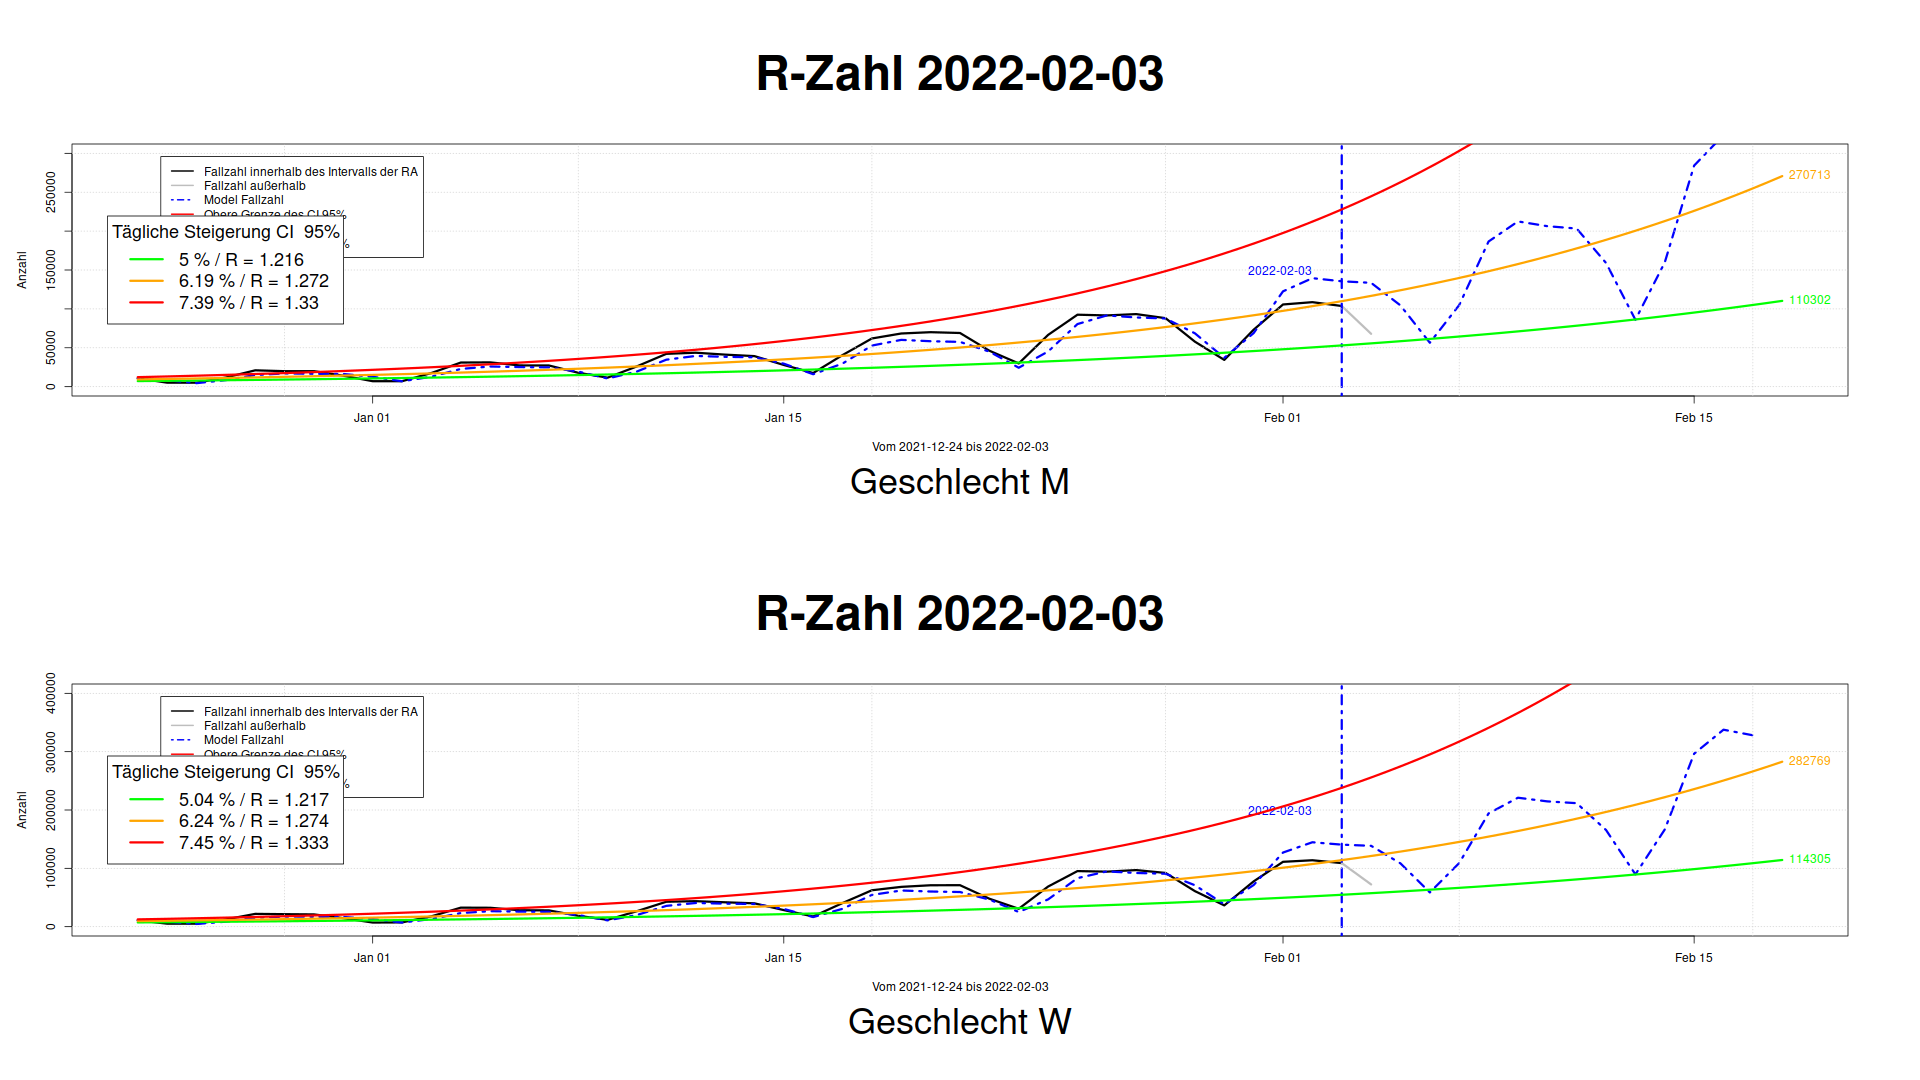 R-Zahl 2022-02-03
Anzahl
250000
150000
50000
0
Fallzahl innerhalb des Intervalls der RA
Fallzahl außerhalb
Model Fallzahl
Obere Grenze des CI 95%
%
Tägliche Steigerung CI 95%
5 % / R = 1.216
6.19 % / R = 1.272
7.39 % / R = 1.33
2022-02-03
270713
110302
Jan 01
Jan 15
Feb 01
Feb 15
Vom 2021-12-24 bis 2022-02-03
Geschlecht M
R-Zahl 2022-02-03
Anzahl
400000
300000
200000
100000
0
Fallzahl innerhalb des Intervalls der RA
Fallzahl außerhalb
Model Fallzahl
Obere Grenze des CI 95%
%
Tägliche Steigerung CI 95%
5.04 % / R = 1.217
6.24 % / R = 1.274
7.45 % / R = 1.333
2022-02-03
282769
114305
Jan 01
Jan 15
Feb 01
Feb 15
Vom 2021-12-24 bis 2022-02-03
Geschlecht W